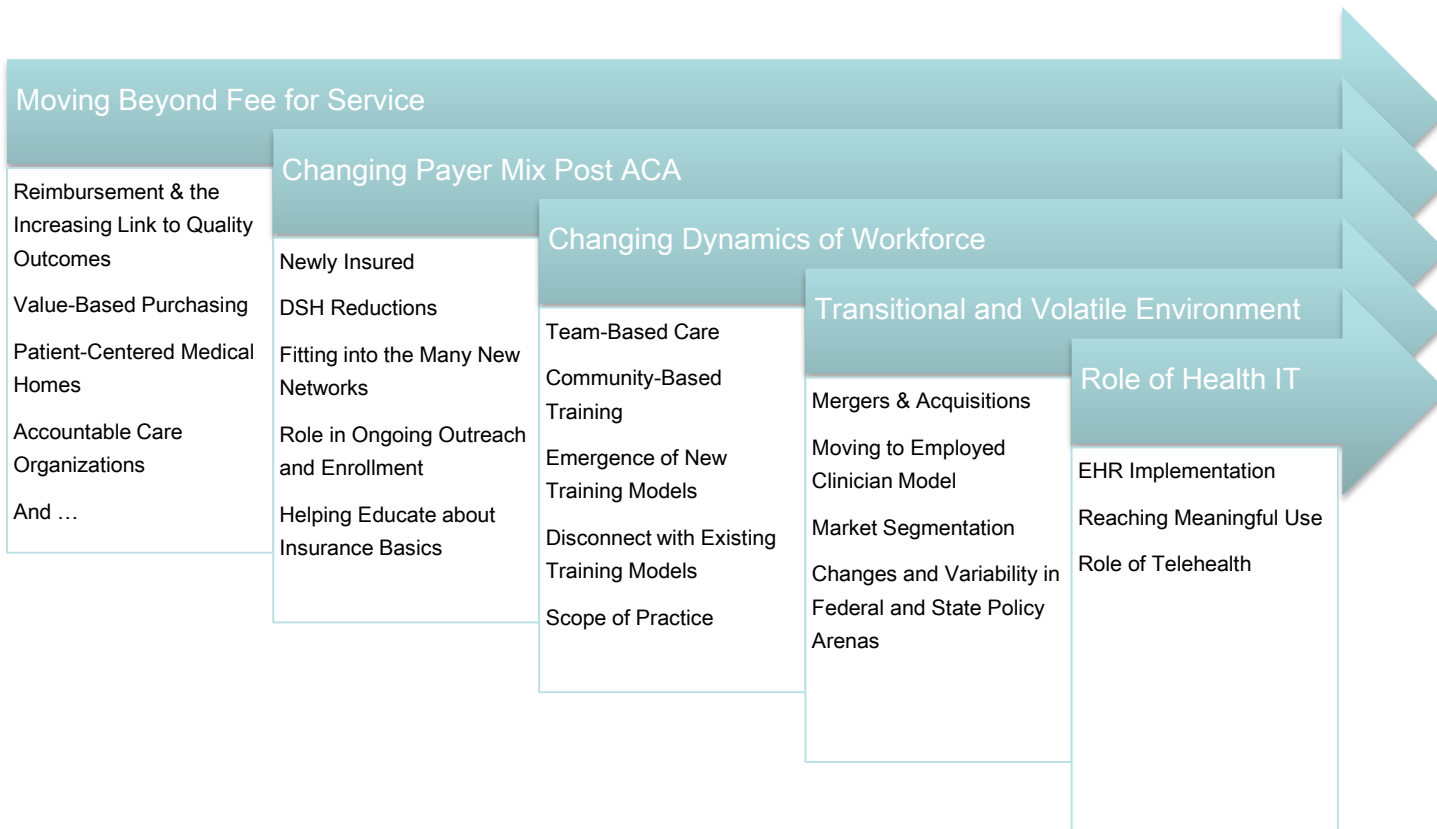 Moving Beyond Fee for Service
Reimbursement & the
Increasing Link to Quality
Outcomes
Value-Based Purchasing
Patient-Centered Medical
Homes
Accountable Care
Organizations
And …
Changing Payer Mix Post ACA
Newly Insured
DSH Reductions
Fitting into the Many New
Networks
Role in Ongoing Outreach
and Enrollment
Helping Educate about
Insurance Basics
Changing Dynamics of Workforce
Team-Based Care
Community-Based
Training
Emergence of New
Training Models
Disconnect with Existing
Training Models
Scope of Practice
Transitional and Volatile Environment
Mergers & Acquisitions
Moving to Employed
Clinician Model
Market Segmentation
Changes and Variability in
Federal and State Policy
Arenas
Role of Health IT
EHR Implementation
Reaching Meaningful Use
Role of Telehealth